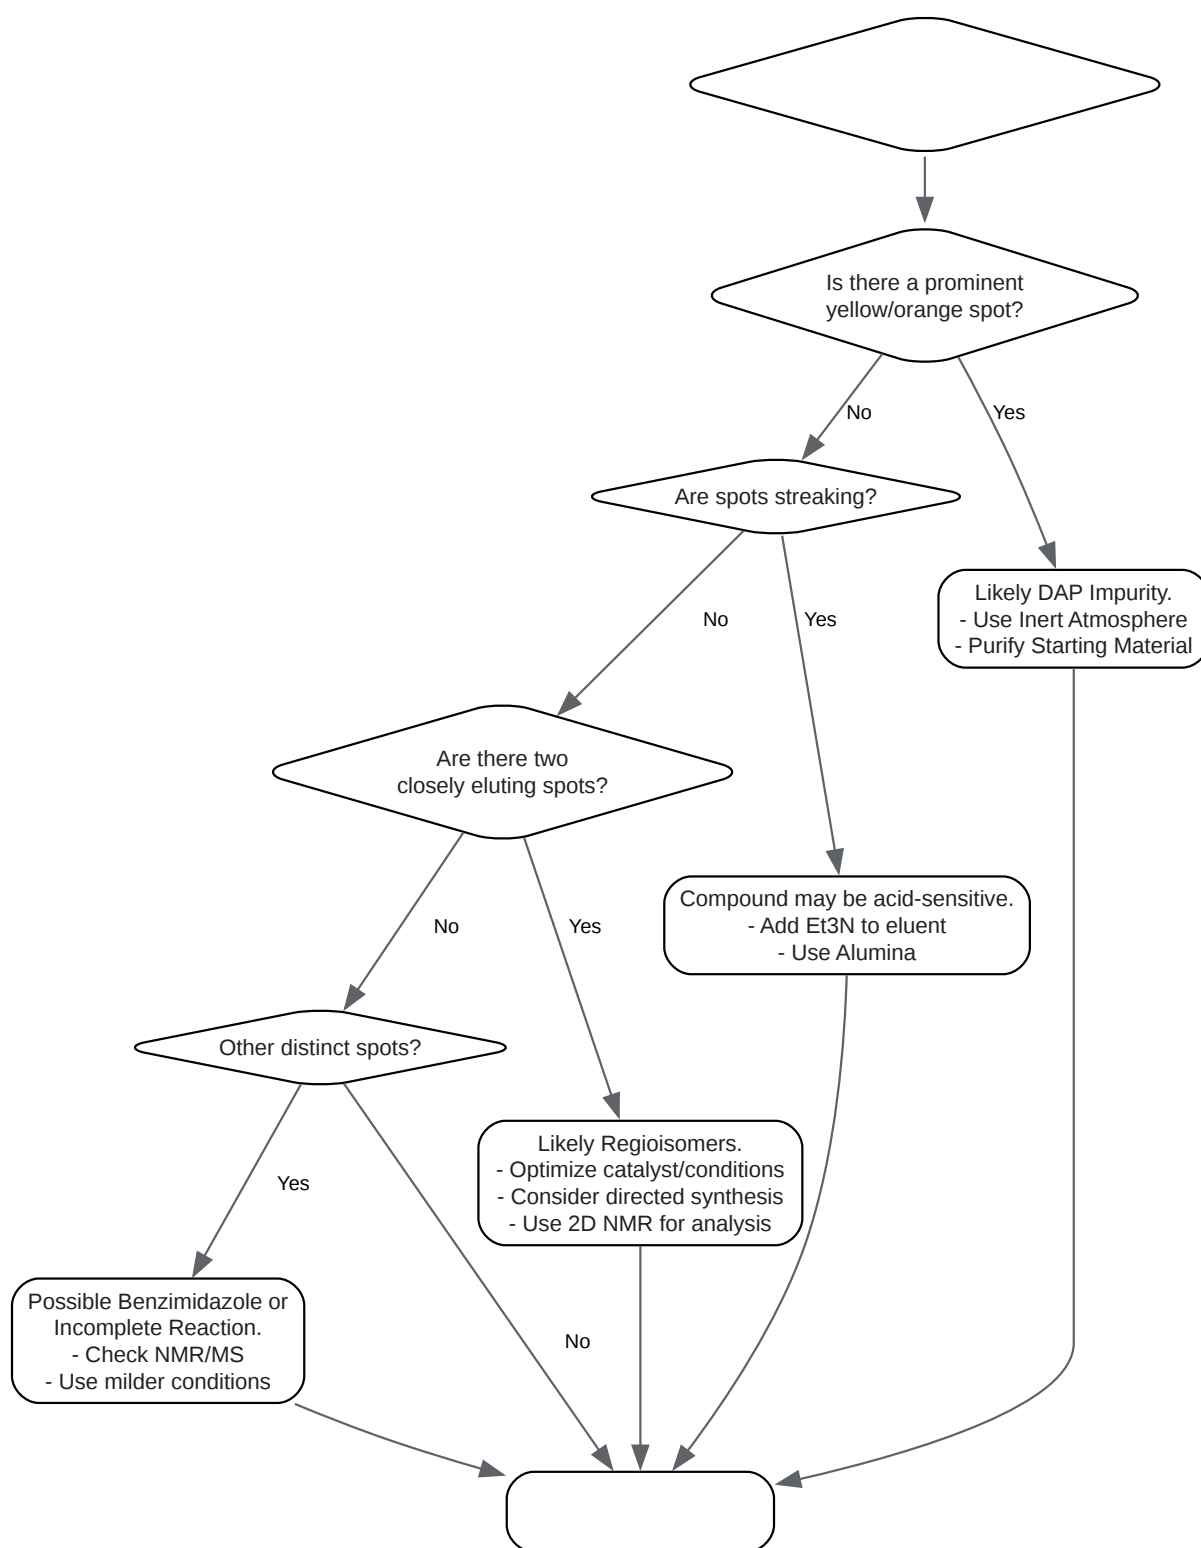 Is there a prominent
yellow/orange spot?
No
Yes
Are spots streaking?
Likely DAP Impurity.
- Use Inert Atmosphere
- Purify Starting Material
No
Yes
Are there two
closely eluting spots?
Compound may be acid-sensitive.
- Add Et3N to eluent
- Use Alumina
No
Yes
Other distinct spots?
Likely Regioisomers.
- Optimize catalyst/conditions
- Consider directed synthesis
- Use 2D NMR for analysis
Yes
Possible Benzimidazole or
Incomplete Reaction.
- Check NMR/MS
- Use milder conditions
No